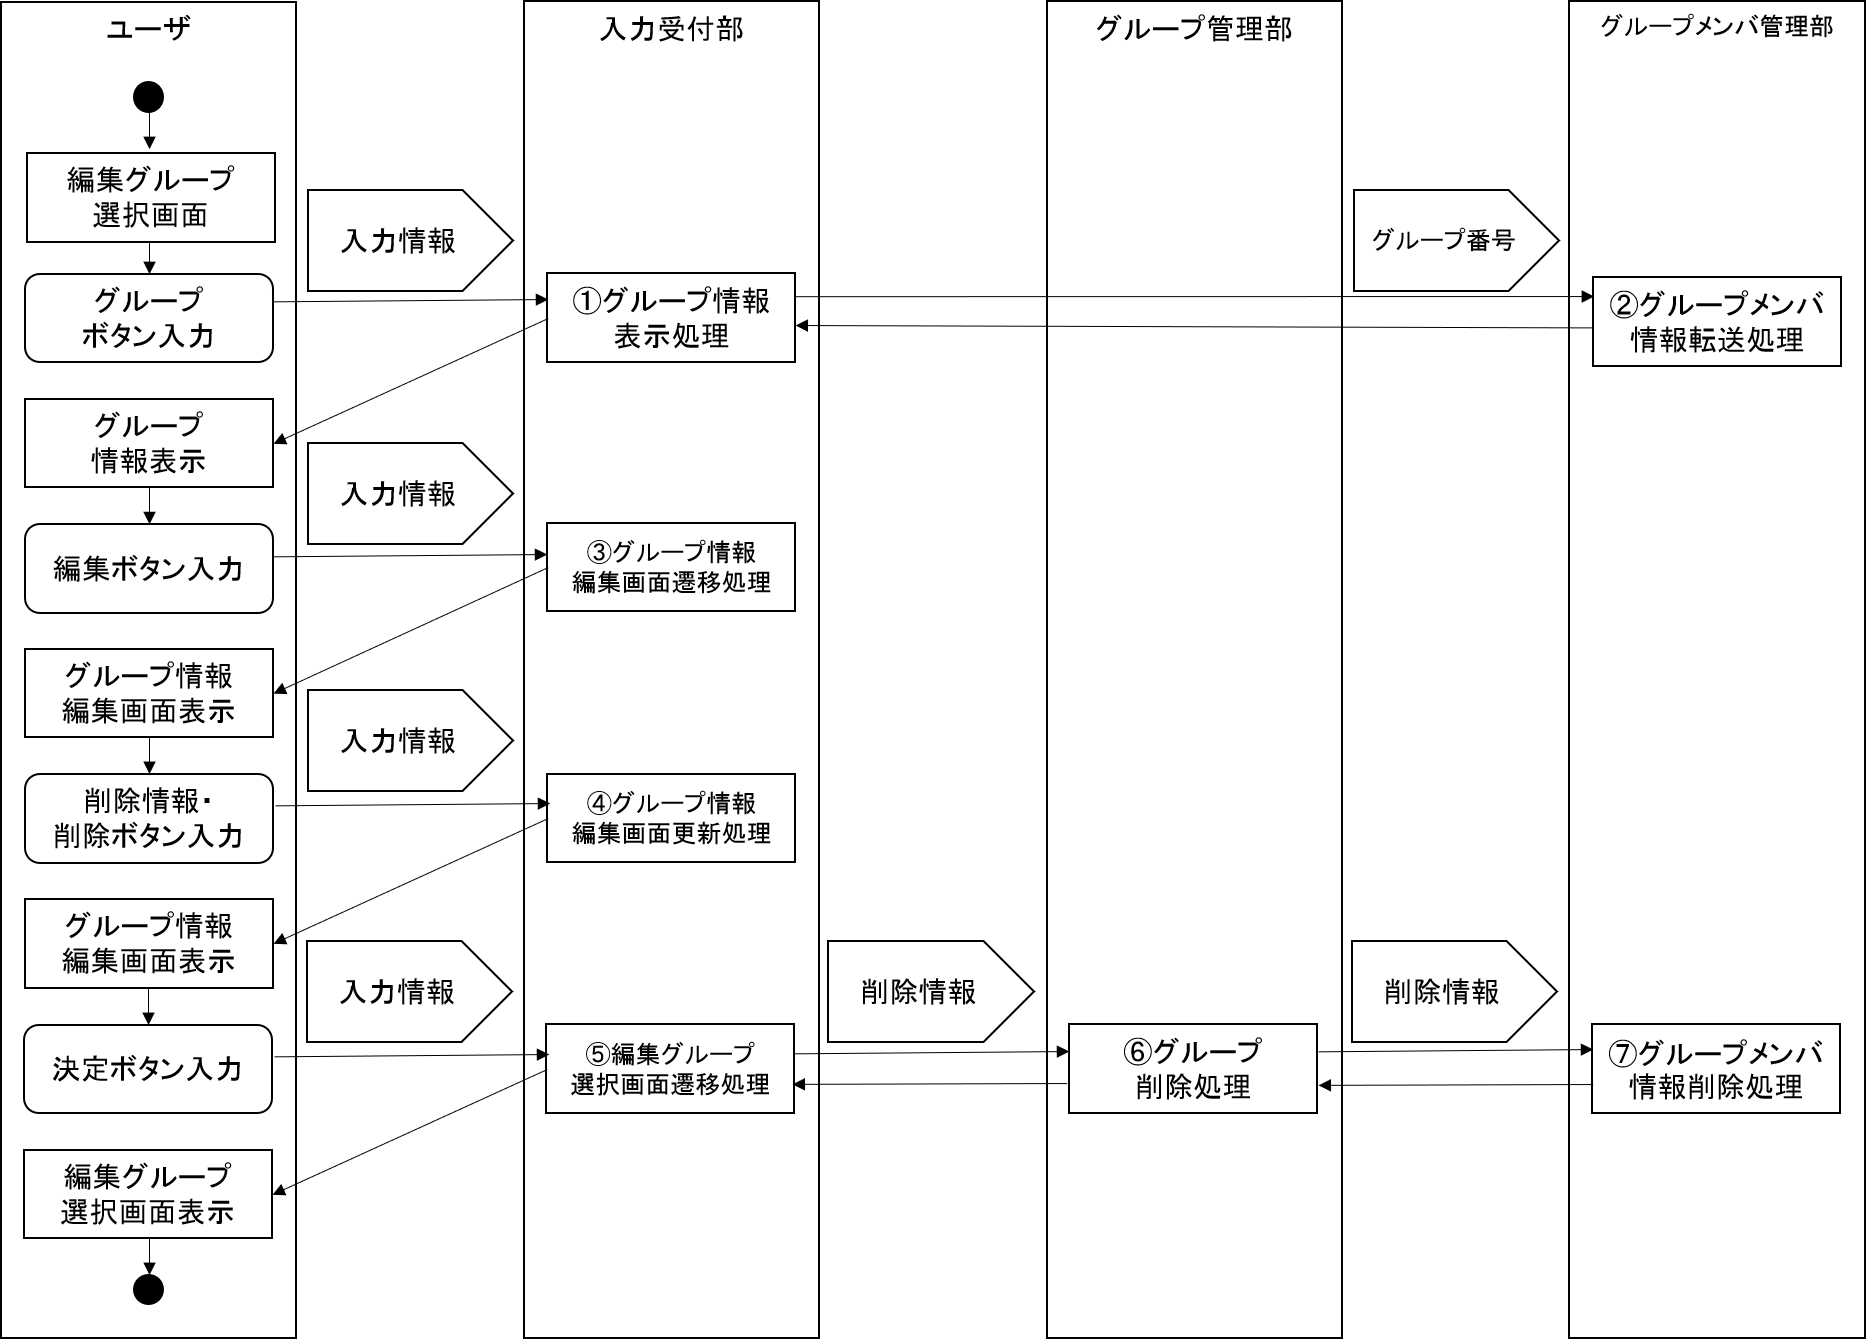 ユーザ
入力受付部
グループ管理部
グループメンバ管理部
編集グループ
選択画面
入力情報
グループ番号
グループ
ボタン入力
①グループ情報
表示処理
②グループメンバ
情報転送処理
グループ
情報表示
入力情報
編集ボタン入力
③グループ情報
編集画面遷移処理
グループ情報
編集画面表示
入力情報
削除情報・
削除ボタン入力
④グループ情報
編集画面更新処理
グループ情報
編集画面表示
入力情報
削除情報
削除情報
決定ボタン入力
⑤編集グループ
選択画面遷移処理
⑥グループ
削除処理
⑦グループメンバ
情報削除処理
編集グループ
選択画面表示